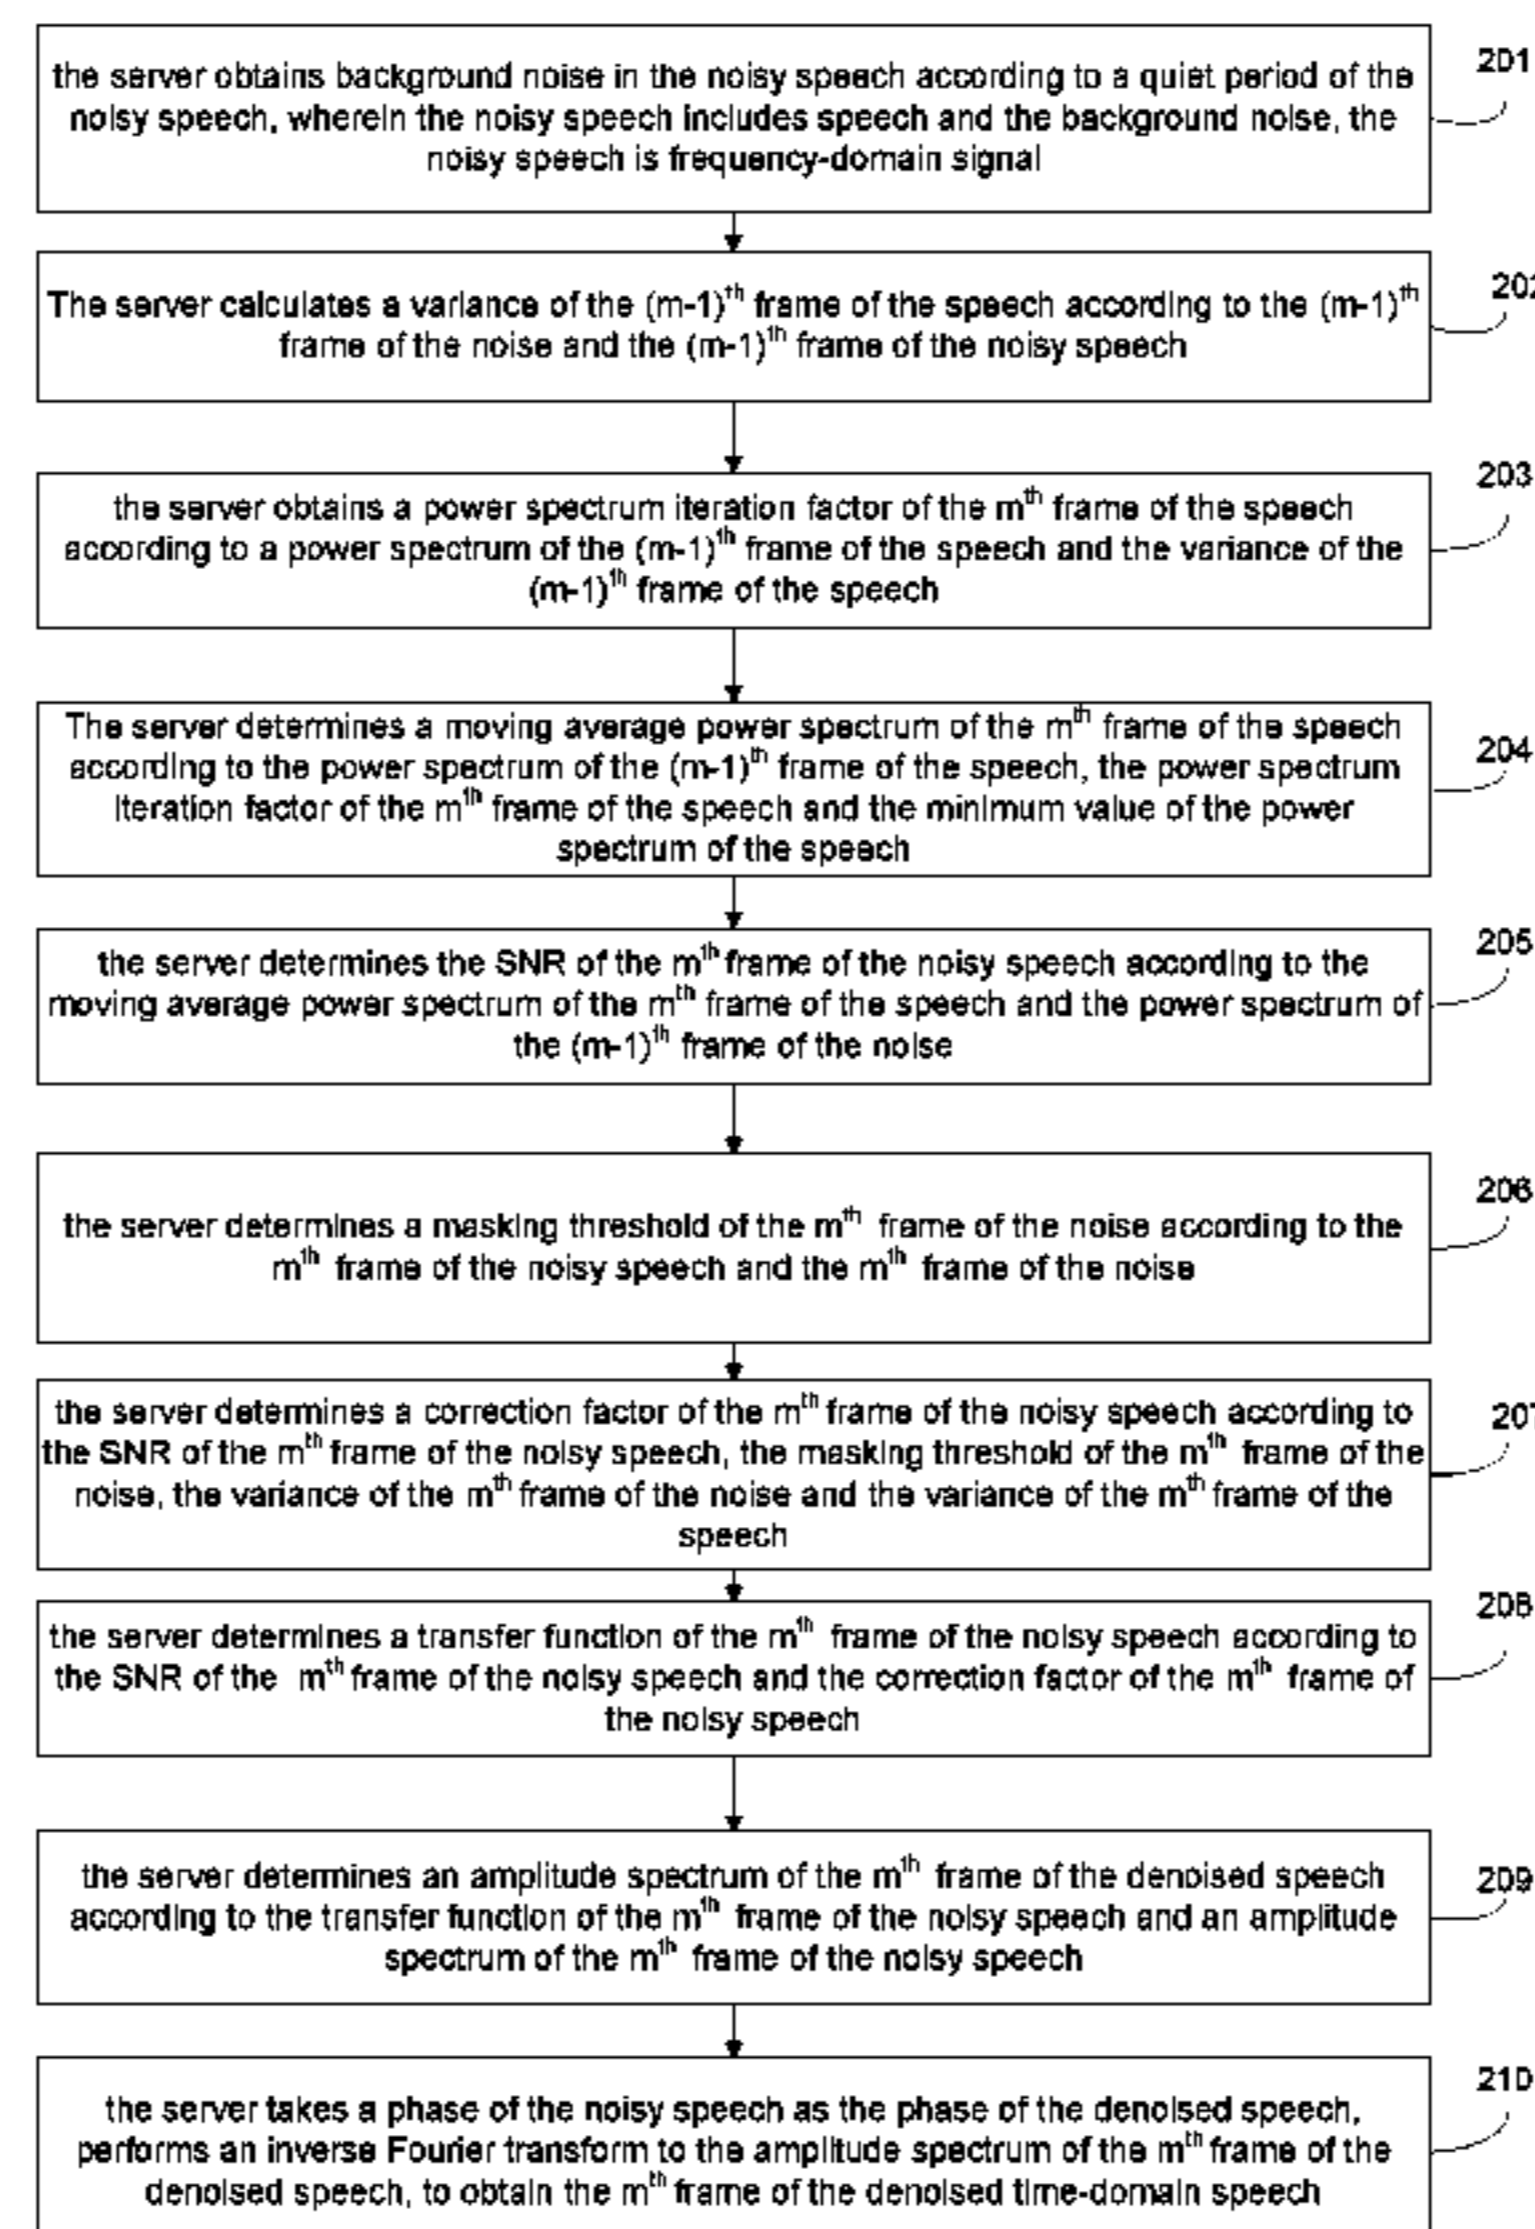 the server obtains background noise in the noisy speech according to a quiet period of the
noisy speech, wherein the noisy speech includes speech and the background noise, the
noisy speech is frequency-domain signal
201
The server calculates a variance of the (m-1)th frame of the speech according to the (m-1)th
frame of the noise and the (m-1)th frame of the noisy speech
202
the server obtains a power spectrum iteration factor of the mth frame of the speech
according to a power spectrum of the (m-1)th frame of the speech and the variance of the
(m-1)th frame of the speech
203
The server determines a moving average power spectrum of the mth frame of the speech
according to the power spectrum of the (m-1)th frame of the speech, the power spectrum
iteration factor of the mth frame of the speech and the minimum value of the power
spectrum of the speech
204
the server determines the SNR of the mth frame of the noisy speech according to the
moving average power spectrum of the mth frame of the speech and the power spectrum of
the (m-1)th frame of the noise
205
the server determines a masking threshold of the mth frame of the noise according to the
mth frame of the noisy speech and the mth frame of the noise
206
the server determines a correction factor of the mth frame of the noisy speech according to
the SNR of the mth frame of the noisy speech, the masking threshold of the mth frame of the
noise, the variance of the mth frame of the noise and the variance of the mth frame of the
speech
207
the server determines a transfer function of the mth frame of the noisy speech according to
the SNR of the mth frame of the noisy speech and the correction factor of the mth frame of
the noisy speech
208
the server determines an amplitude spectrum of the mth frame of the denoised speech
according to the transfer function of the mth frame of the noisy speech and an amplitude
spectrum of the mth frame of the noisy speech
209
the server takes a phase of the noisy speech as the phase of the denoised speech,
performs an inverse Fourier transform to the amplitude spectrum of the mth frame of the
denoised speech, to obtain the mth frame of the denoised time-domain speech
210